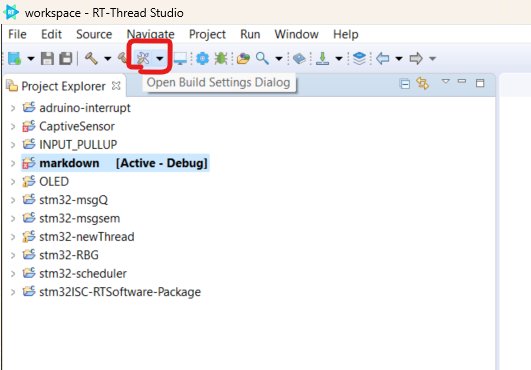 RT workspace - RT-Thread Studio
File Edit Source Navigate Project Run Window Help
Open Build Settings Dialog
Project Explorer
adruino-interrupt
CaptiveSensor
INPUT_PULLUP
markdown [Active - Debug]
OLED
stm32-msgQ
stm32-msgsem
stm32-newThread
stm32-RBG
stm32-scheduler
stm32ISC-RTSoftware-Package